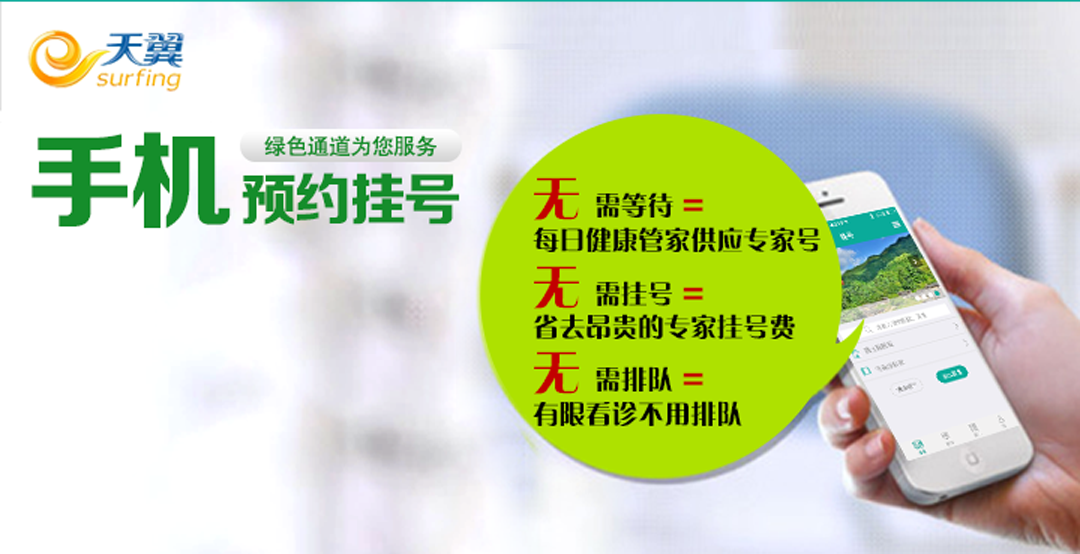 天翼
surfing
手机
绿色通道为您服务
预约挂号
无 需等待 =
每日健康管家供应专家号
无 需挂号 =
省去昂贵的专家挂号费
无 需排队 =
有限看诊不用排队